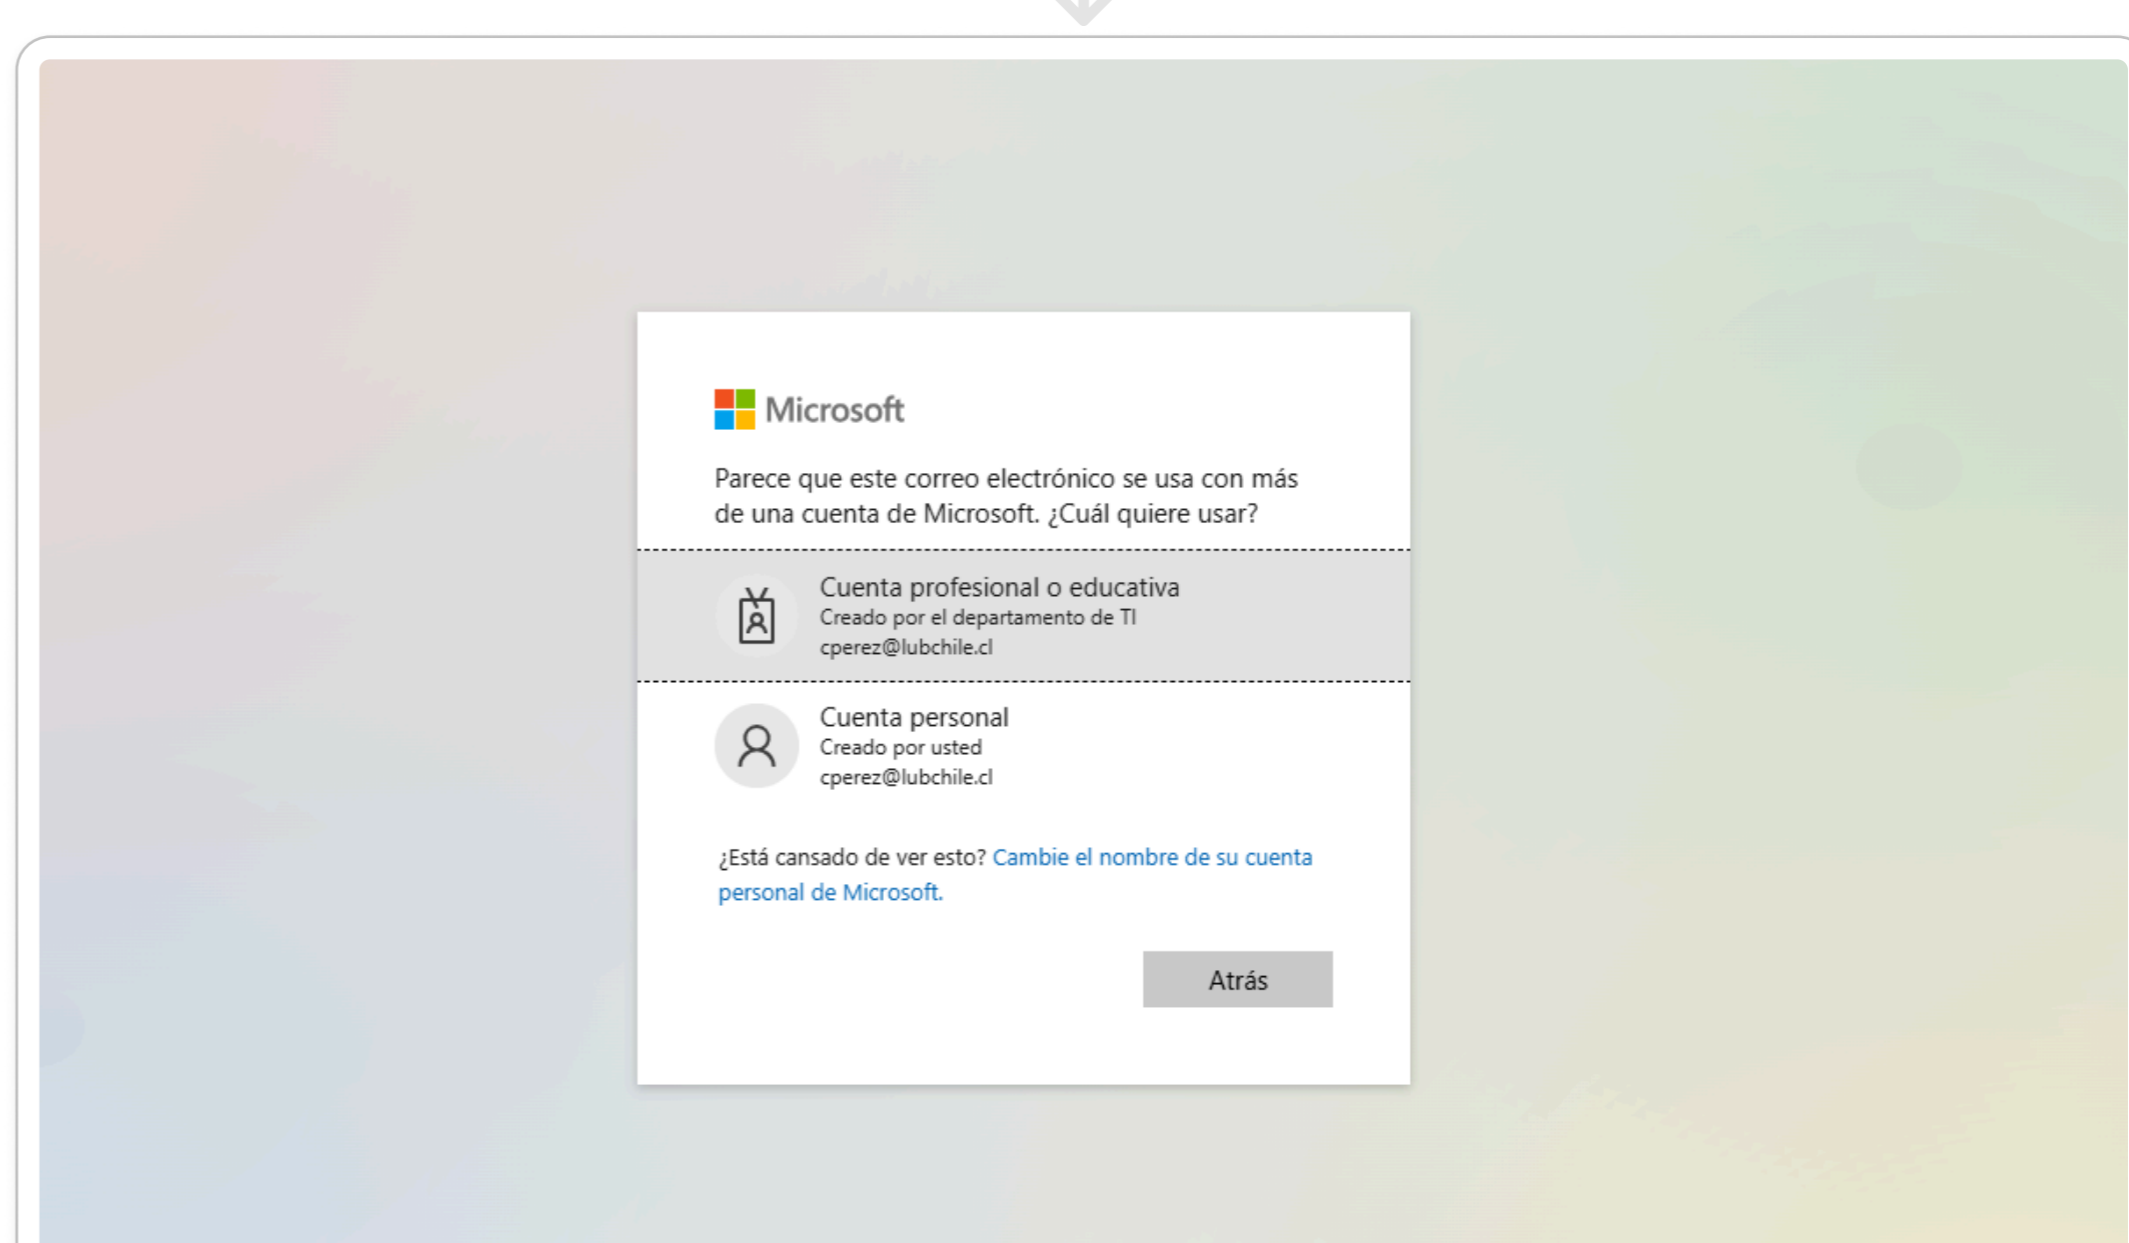 Microsoft
Parece que este correo electrónico se usa con más
de una cuenta de Microsoft. ¿Cuál quiere usar?
Cuenta profesional o educativa
Creado por el departamento de TI
cperez@lubchile.cl
Cuenta personal
Creado por usted
cperez@lubchile.cl
¿Está cansado de ver esto? Cambie el nombre de su cuenta
personal de Microsoft.
Atrás